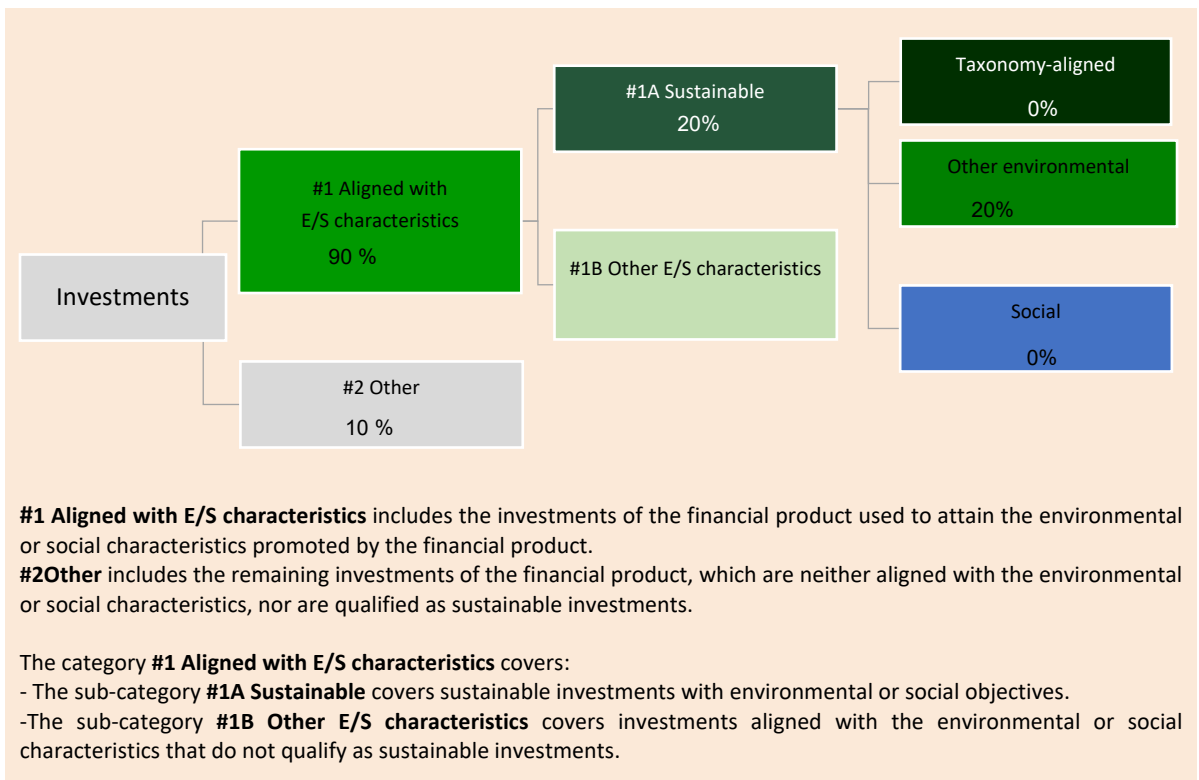 Taxonomy-aligned
0%
#1A Sustainable
20%
Other environmental
20%
#1 Aligned with
E/S characteristics
90 %
#1B Other E/S characteristics
Investments
Social
0%
#2 Other
10 %
#1 Aligned with E/S characteristics includes the investments of the financial product used to attain the environmental
or social characteristics promoted by the financial product.
#2Other includes the remaining investments of the financial product, which are neither aligned with the environmental
or social characteristics, nor are qualified as sustainable investments.
The category #1 Aligned with E/S characteristics covers:
- The sub-category #1A Sustainable covers sustainable investments with environmental or social objectives.
-The sub-category #1B Other E/S characteristics covers investments aligned with the environmental or social
characteristics that do not qualify as sustainable investments.